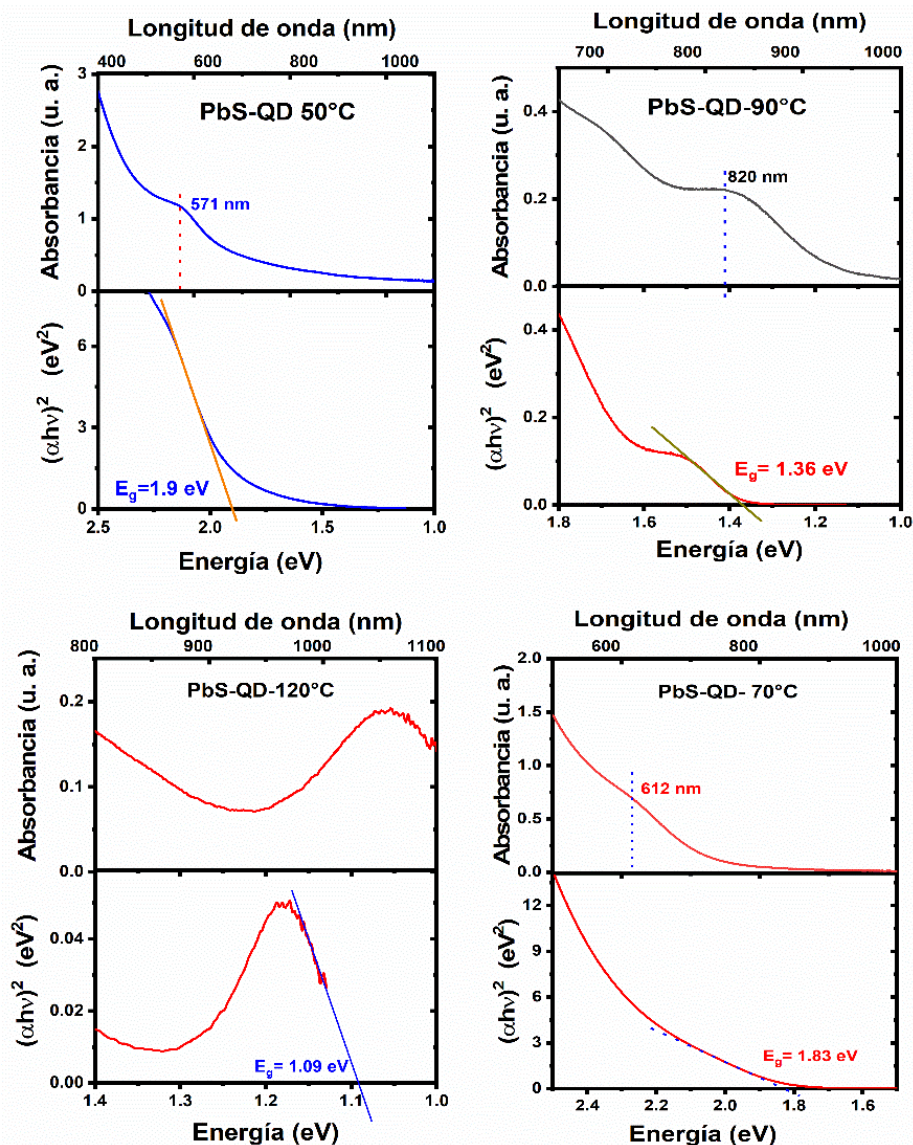 Longitud de onda (nm)
400 600 800 1000
Absorbancia (u. a.)
3
2
1
0
PbS-QD 50°C
571 nm
(αhν)² (eV²)
6
3
0
E_g=1.9 eV
2.5 2.0 1.5 1.0
Energía (eV)
Longitud de onda (nm)
700 800 900 1000
Absorbancia (u. a.)
0.4
0.2
0.0
PbS-QD-90°C
820 nm
(αhν)² (eV²)
0.4
0.2
0.0
E_g= 1.36 eV
1.8 1.6 1.4 1.2 1.0
Energía (eV)
Longitud de onda (nm)
800 900 1000 1100
Absorbancia (u. a.)
0.2
0.1
0.0
PbS-QD-120°C
(αhν)² (eV²)
0.04
0.02
0.00
E_g= 1.09 eV
1.4 1.3 1.2 1.1 1.0
Energía (eV)
Longitud de onda (nm)
600 800 1000
Absorbancia (u. a.)
2.0
1.5
1.0
0.5
0.0
PbS-QD- 70°C
612 nm
(αhν)² (eV²)
12
9
6
3
0
E_g= 1.83 eV
2.4 2.2 2.0 1.8 1.6
Energía (eV)